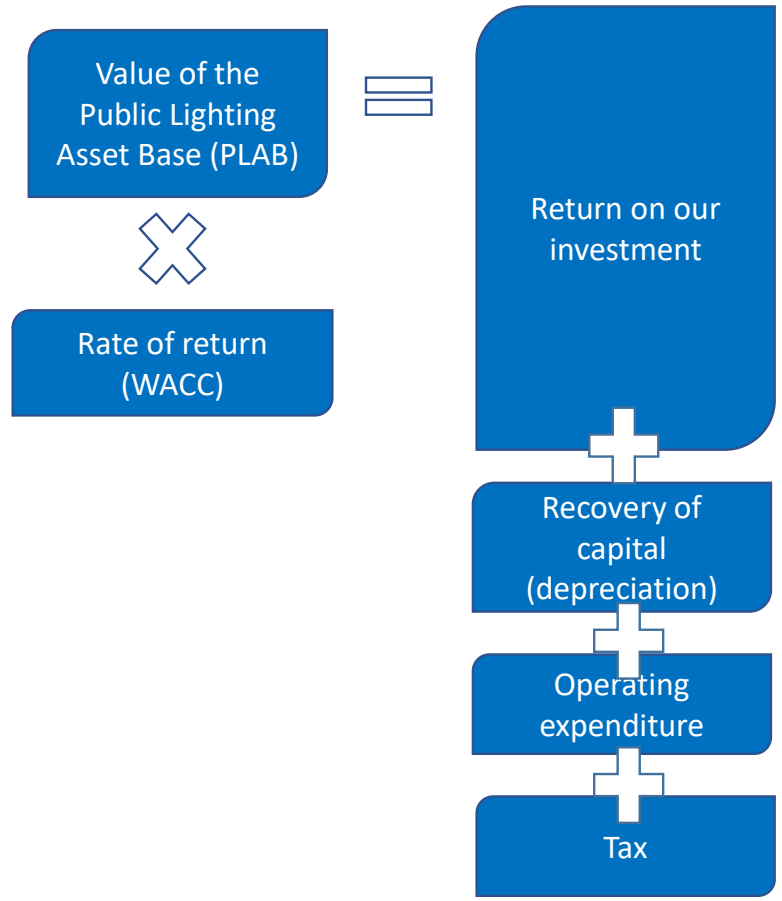 Value of the
Public Lighting
Asset Base (PLAB)
Rate of return
(WACC)
Return on our
investment
Recovery of
capital
(depreciation)
Operating
expenditure
Tax